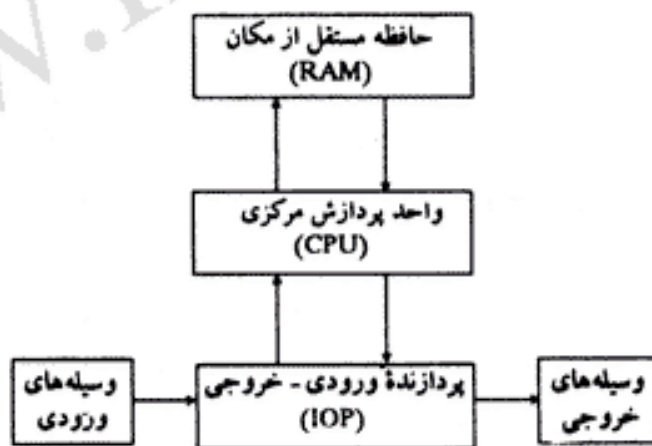 حافظه مستقل از مکان
(RAM)
واحد پردازش مرکزی
(CPU)
وسیله‌های
ورودی
پردازندهٔ ورودی - خروجی
(IOP)
وسیله‌های
خروجی